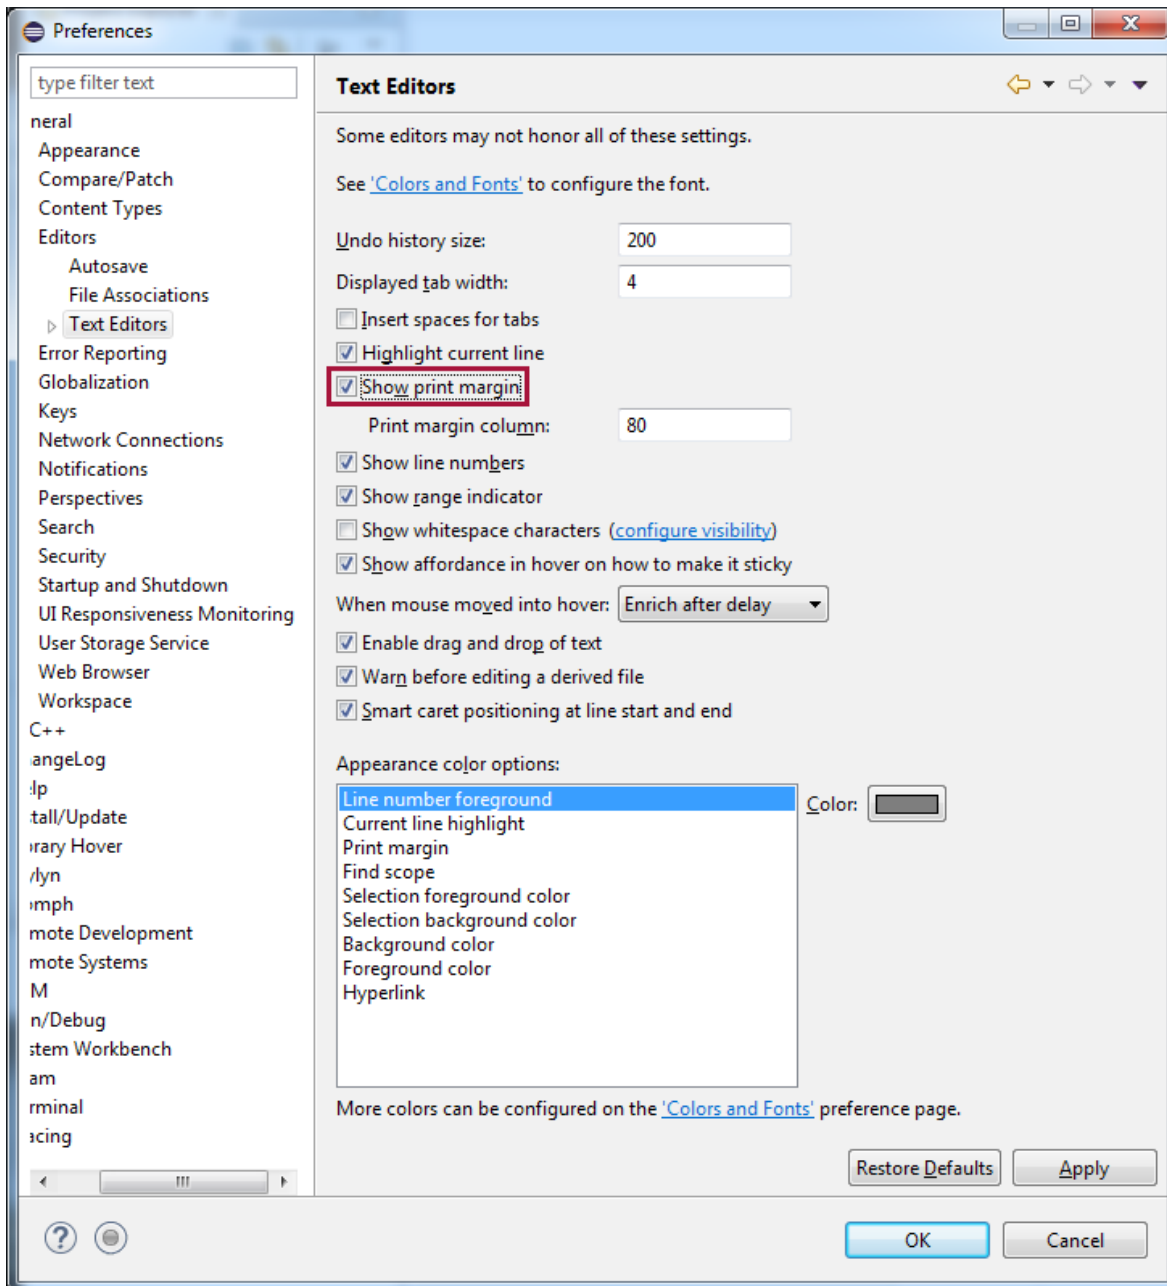 Preferences
type filter text
neral
Appearance
Compare/Patch
Content Types
Editors
Autosave
File Associations
Text Editors
Error Reporting
Globalization
Keys
Network Connections
Notifications
Perspectives
Search
Security
Startup and Shutdown
UI Responsiveness Monitoring
User Storage Service
Web Browser
Workspace
C++
angeLog
lp
tall/Update
rary Hover
lyn
mph
mote Development
mote Systems
M
n/Debug
stem Workbench
am
rminal
acing
Text Editors
Some editors may not honor all of these settings.
See 'Colors and Fonts' to configure the font.
Undo history size: 200
Displayed tab width: 4
Insert spaces for tabs
Highlight current line
Show print margin
Print margin column: 80
Show line numbers
Show range indicator
Show whitespace characters (configure visibility)
Show affordance in hover on how to make it sticky
When mouse moved into hover: Enrich after delay
Enable drag and drop of text
Warn before editing a derived file
Smart caret positioning at line start and end
Appearance color options:
Line number foreground
Current line highlight
Print margin
Find scope
Selection foreground color
Selection background color
Background color
Foreground color
Hyperlink
Color:
More colors can be configured on the 'Colors and Fonts' preference page.
Restore Defaults
Apply
OK
Cancel